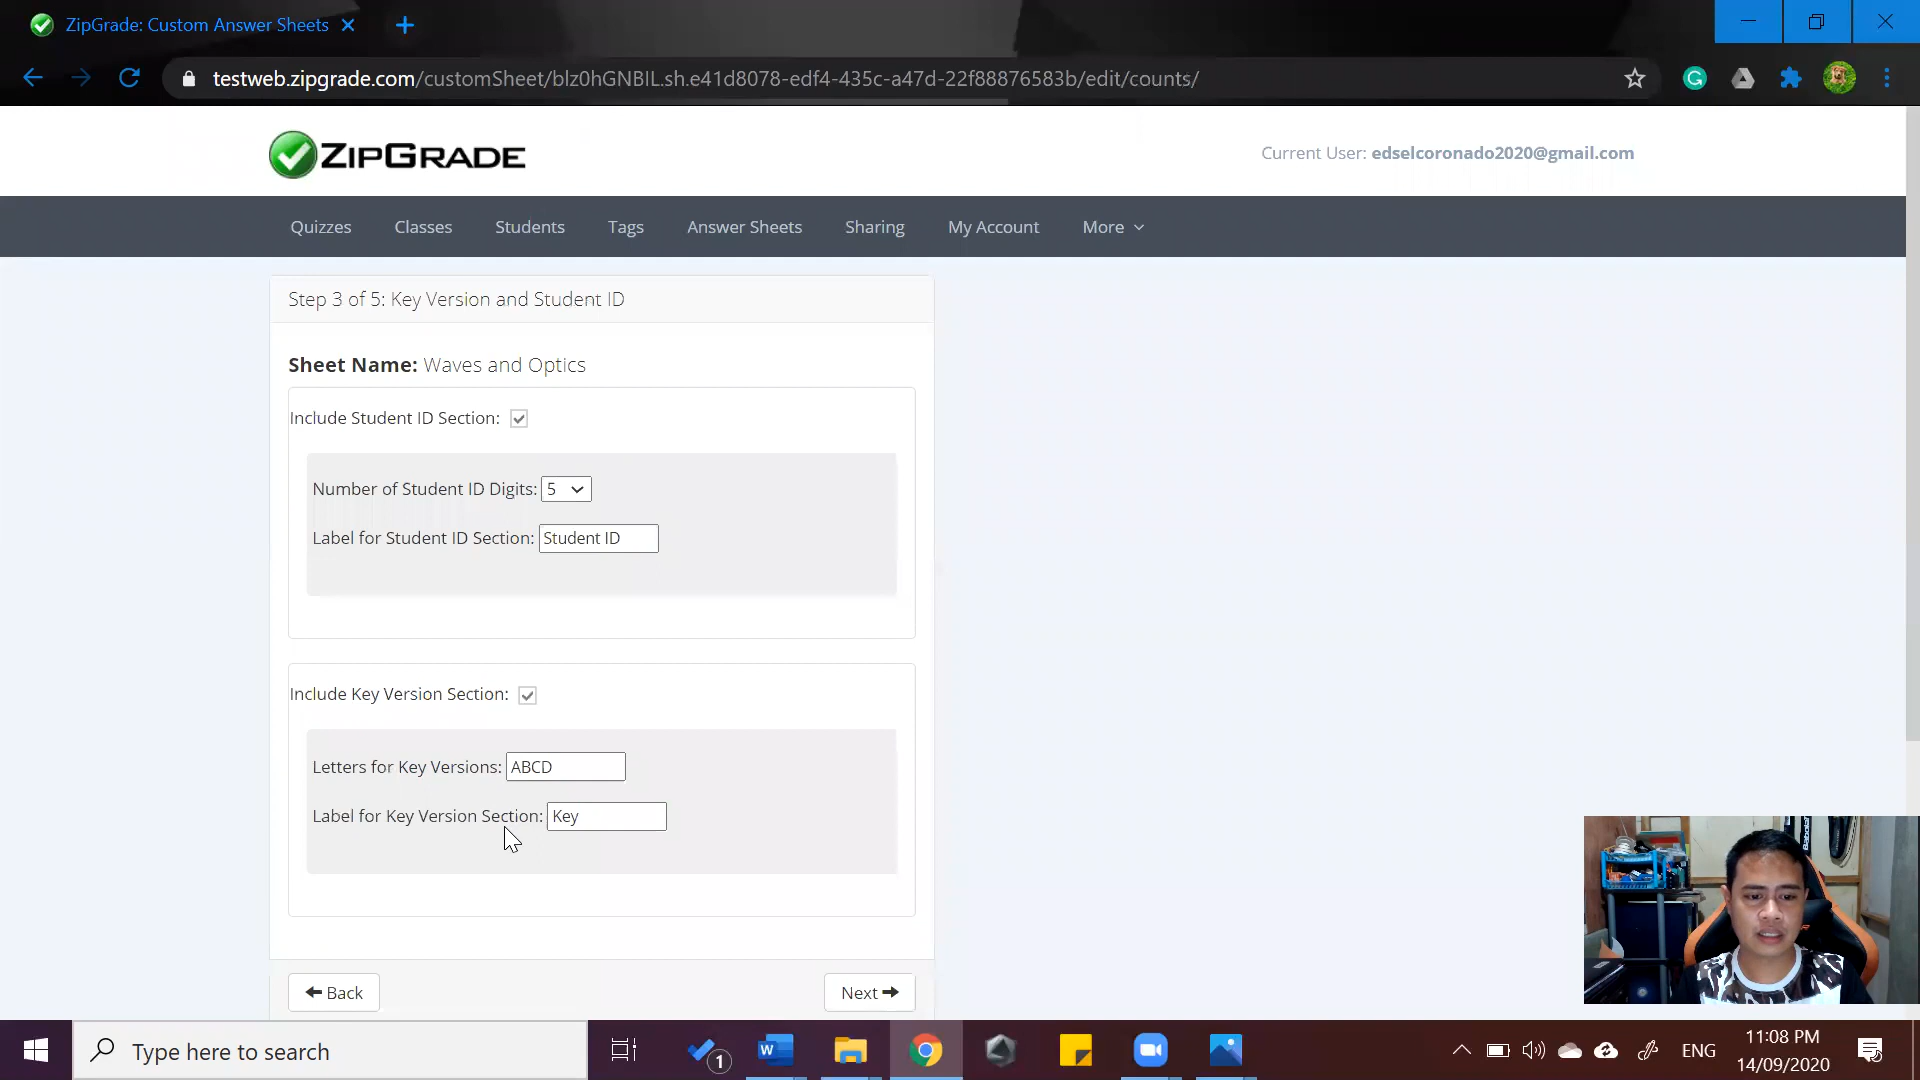 ZipGrade: Custom Answer Sheets
testweb.zipgrade.com/customSheet/blz0hGNBIL.sh.e41d8078-edf4-435c-a47d-22f88876583b/edit/counts/
ZIPGRADE
Current User: edselcoronado2020@gmail.com
Quizzes Classes Students Tags Answer Sheets Sharing My Account More
Step 3 of 5: Key Version and Student ID
Sheet Name: Waves and Optics
Include Student ID Section:
Number of Student ID Digits: 5
Label for Student ID Section: Student ID
Include Key Version Section:
Letters for Key Versions: ABCD
Label for Key Version Section: Key
Back Next
Babolat
Type here to search
1
W
ENG
11:08 PM
14/09/2020